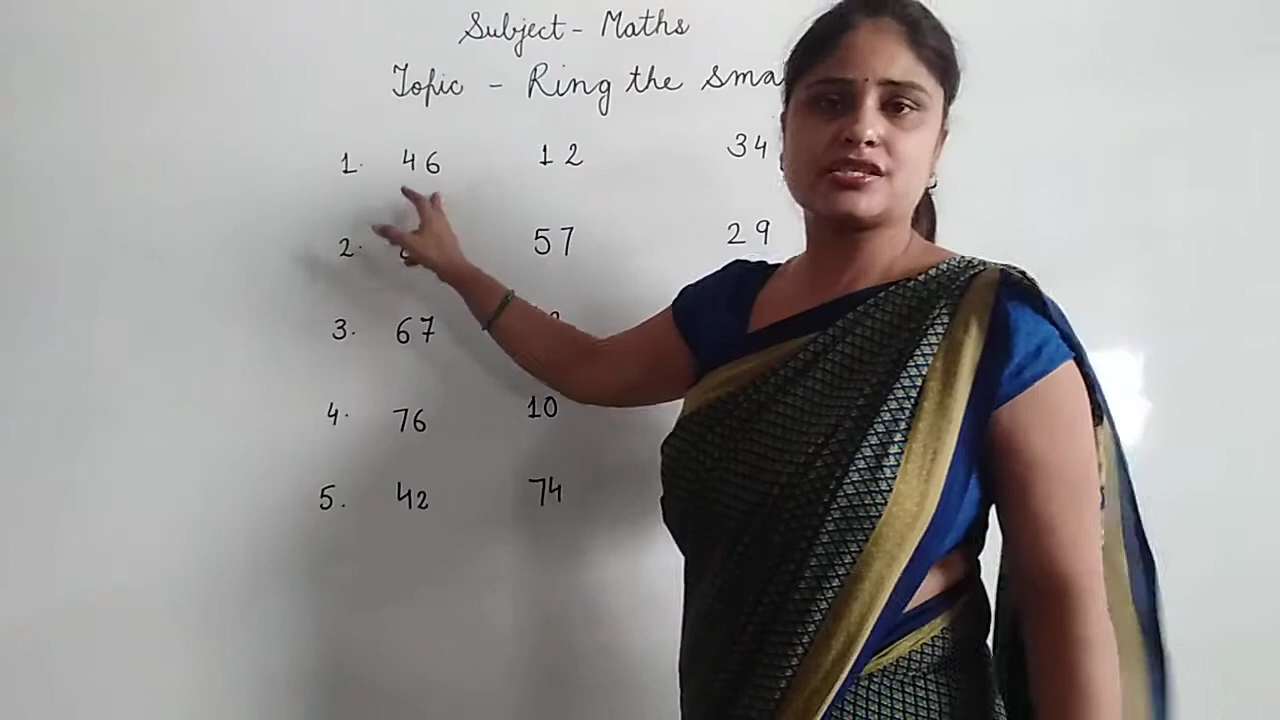 Subject - Maths
Topic - Ring the
1. 46 12 34
2. 57 29
3. 67
4. 76 10
5. 42 74